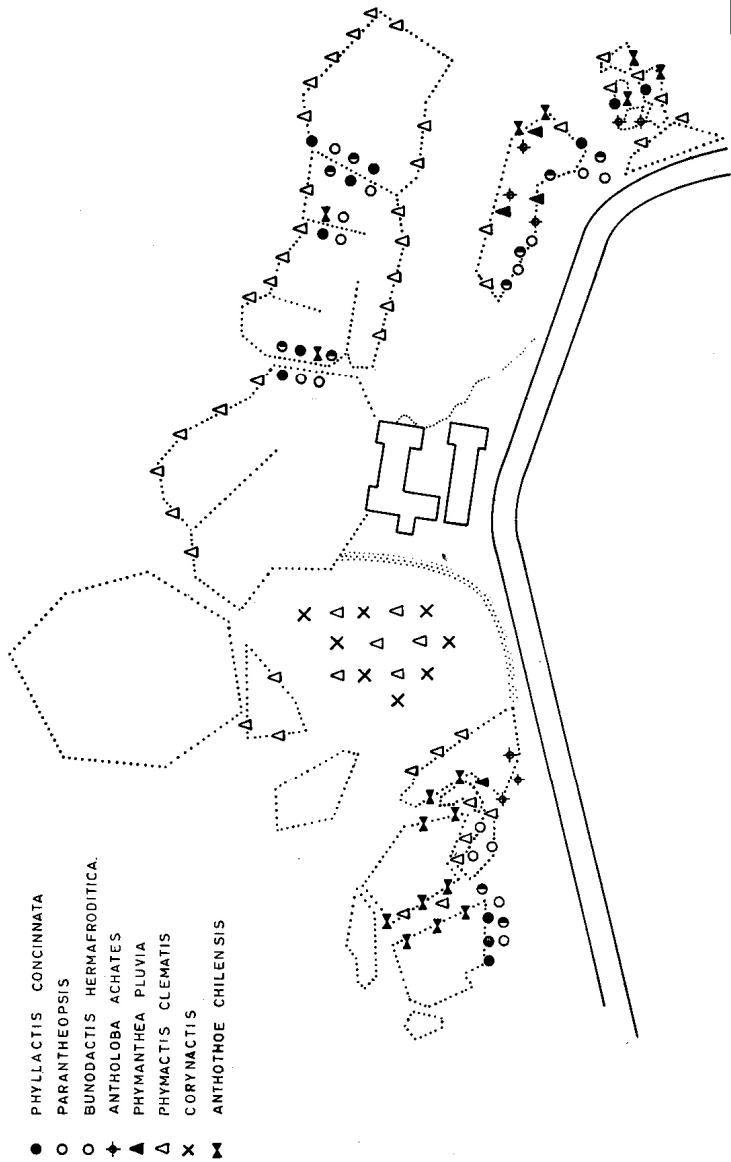 PHYLLACTIS CONCINNATA
PARANTHEOPSIS
BUNODACTIS HERMAFRODITICA.
ANTHOLOBA ACHATES
PHYMANTHEA PLUVIA
PHYMACTIS CLEMATIS
CORYNACTIS
ANTHOTHOE CHILENSIS